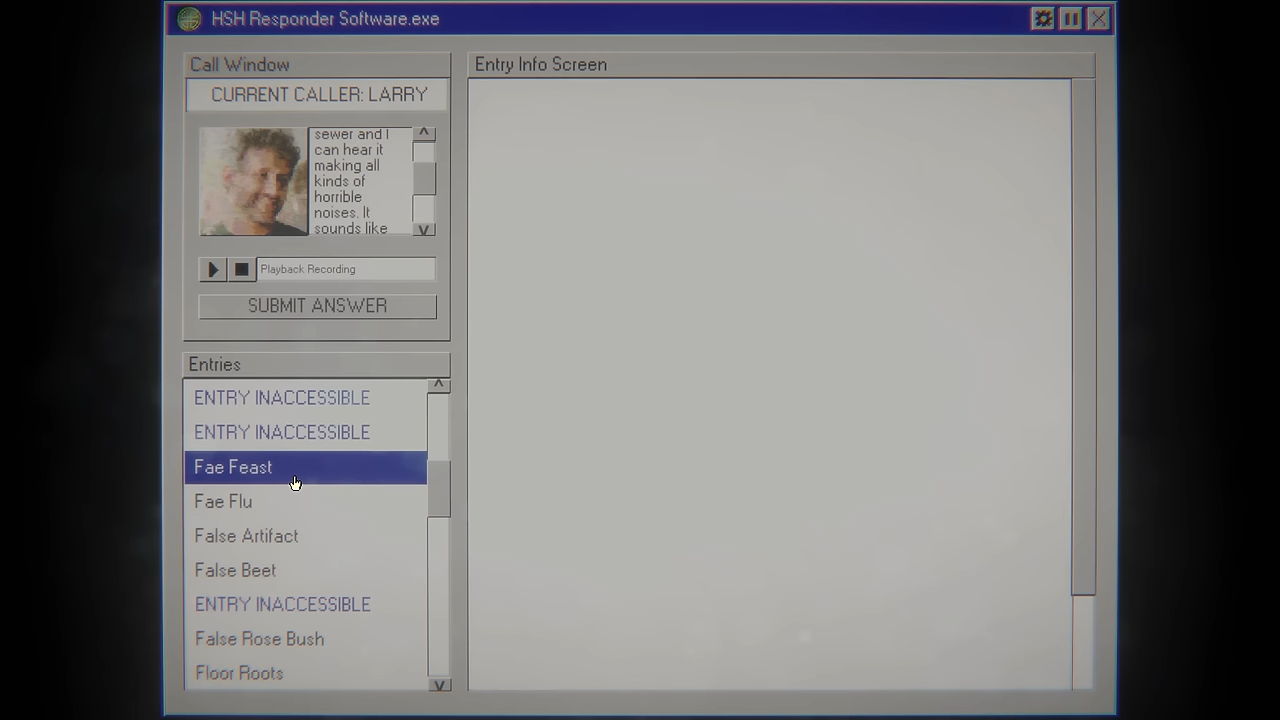 HSH Responder Software.exe
Call Window
CURRENT CALLER: LARRY
sewer and I
can hear it
making all
kinds of
horrible
noises. It
sounds like
Playback Recording
SUBMIT ANSWER
Entries
ENTRY INACCESSIBLE
ENTRY INACCESSIBLE
Fae Feast
Fae Flu
False Artifact
False Beet
ENTRY INACCESSIBLE
False Rose Bush
Floor Roots
Entry Info Screen